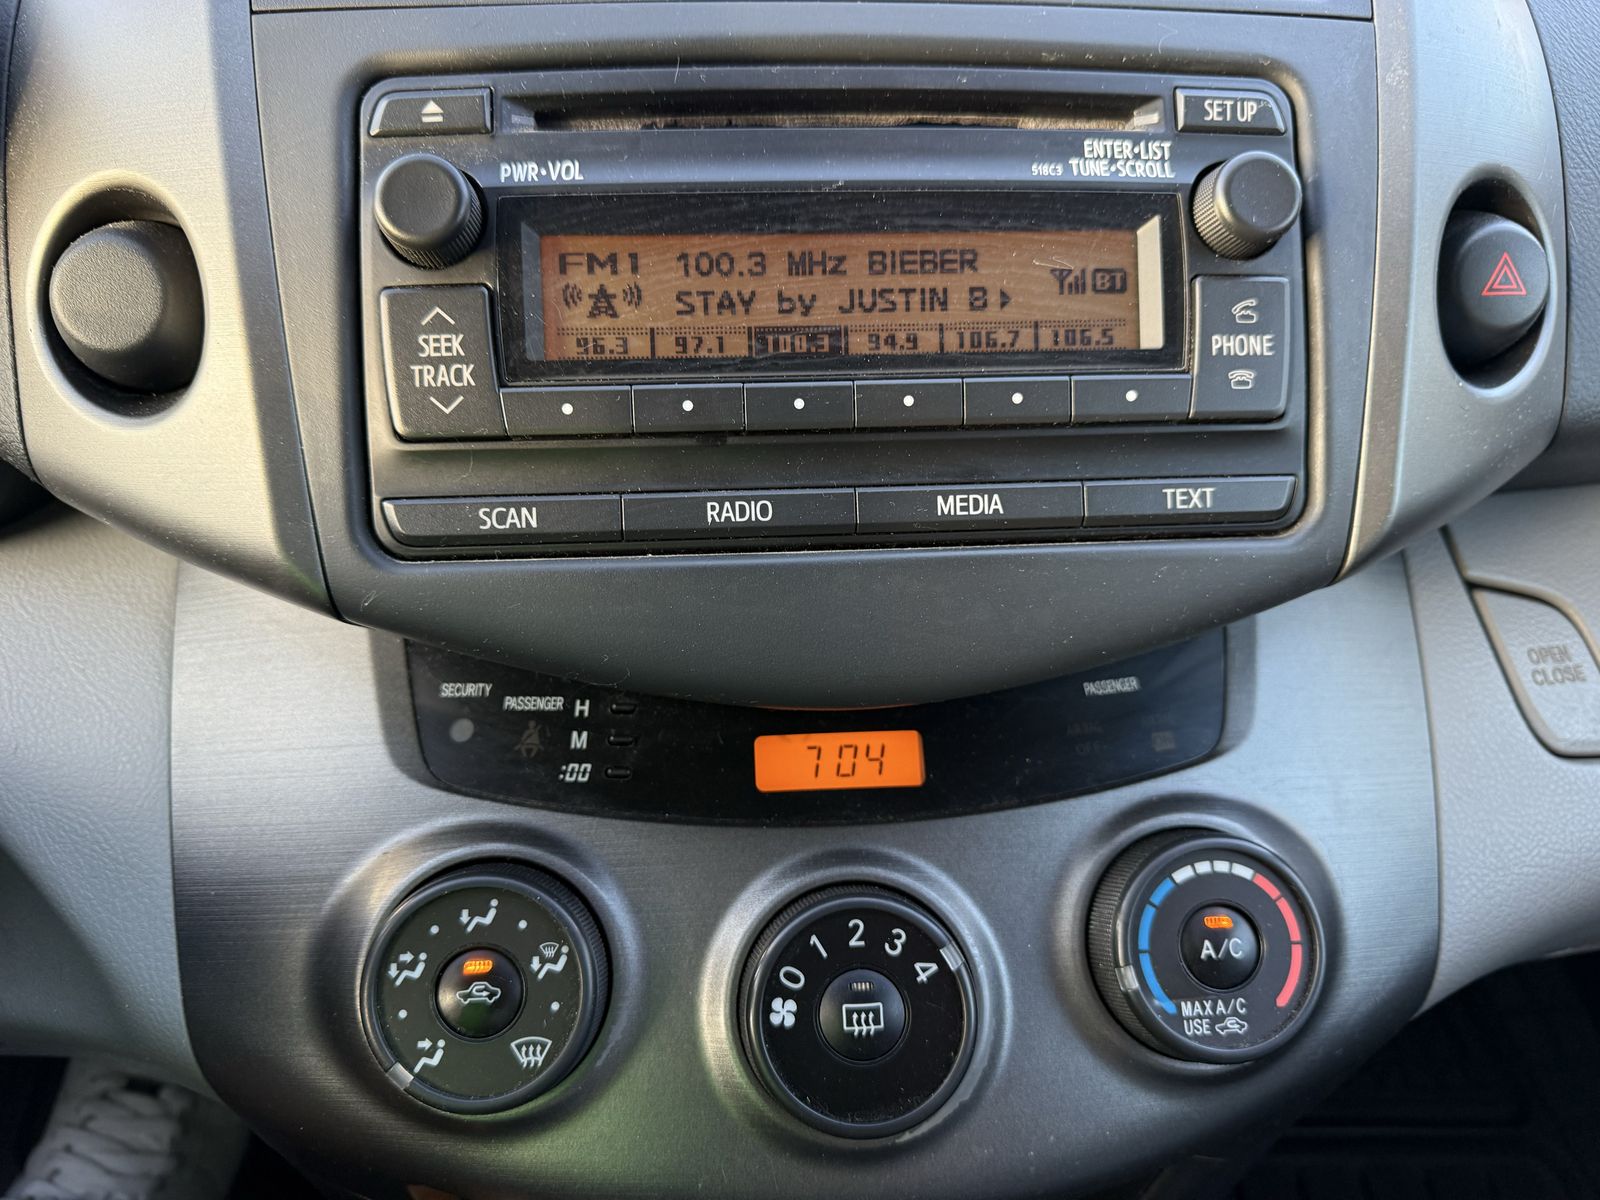 SET UP
PWR•VOL
ENTER•LIST
518C3 TUNE•SCROLL
FM1 100.3 MHz BIEBER
STAY by JUSTIN B
BT
96.3 97.1 100.3 94.9 106.7 106.5
SEEK
TRACK
PHONE
SCAN RADIO MEDIA TEXT
OPEN
CLOSE
SECURITY
PASSENGER H
M
:00
704
PASSENGER
OFF
0 1 2 3 4
A/C
MAX A/C
USE